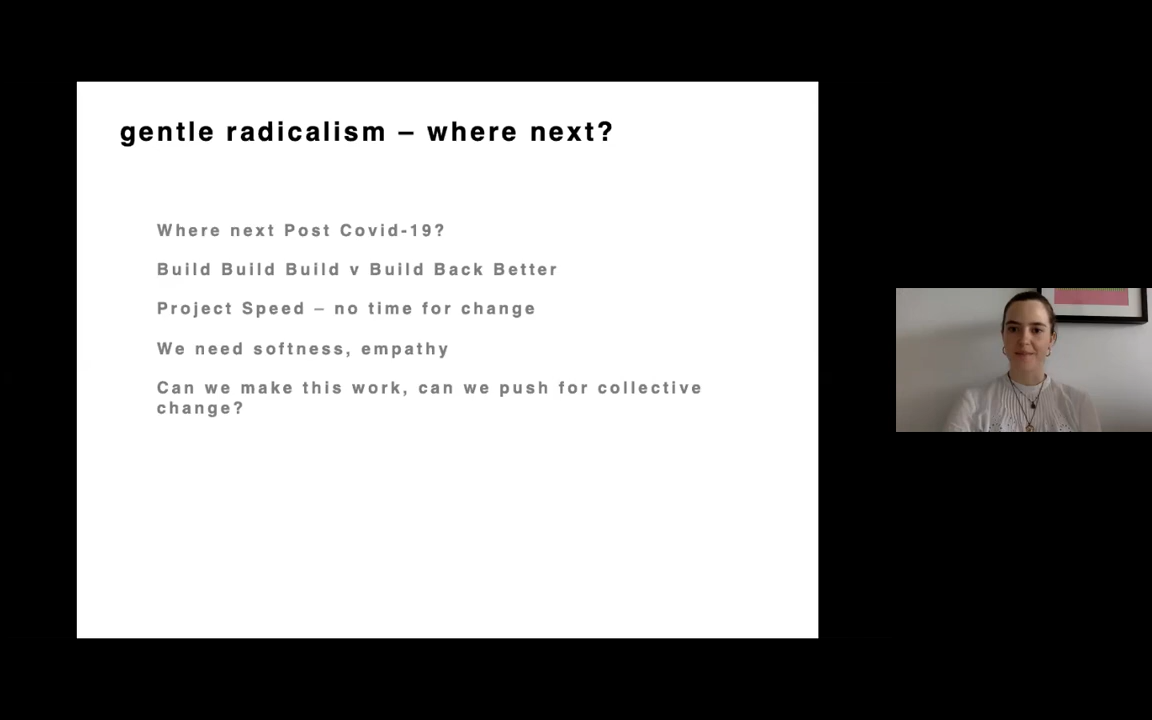 gentle radicalism – where next?
Where next Post Covid-19?
Build Build Build v Build Back Better
Project Speed – no time for change
We need softness, empathy
Can we make this work, can we push for collective
change?